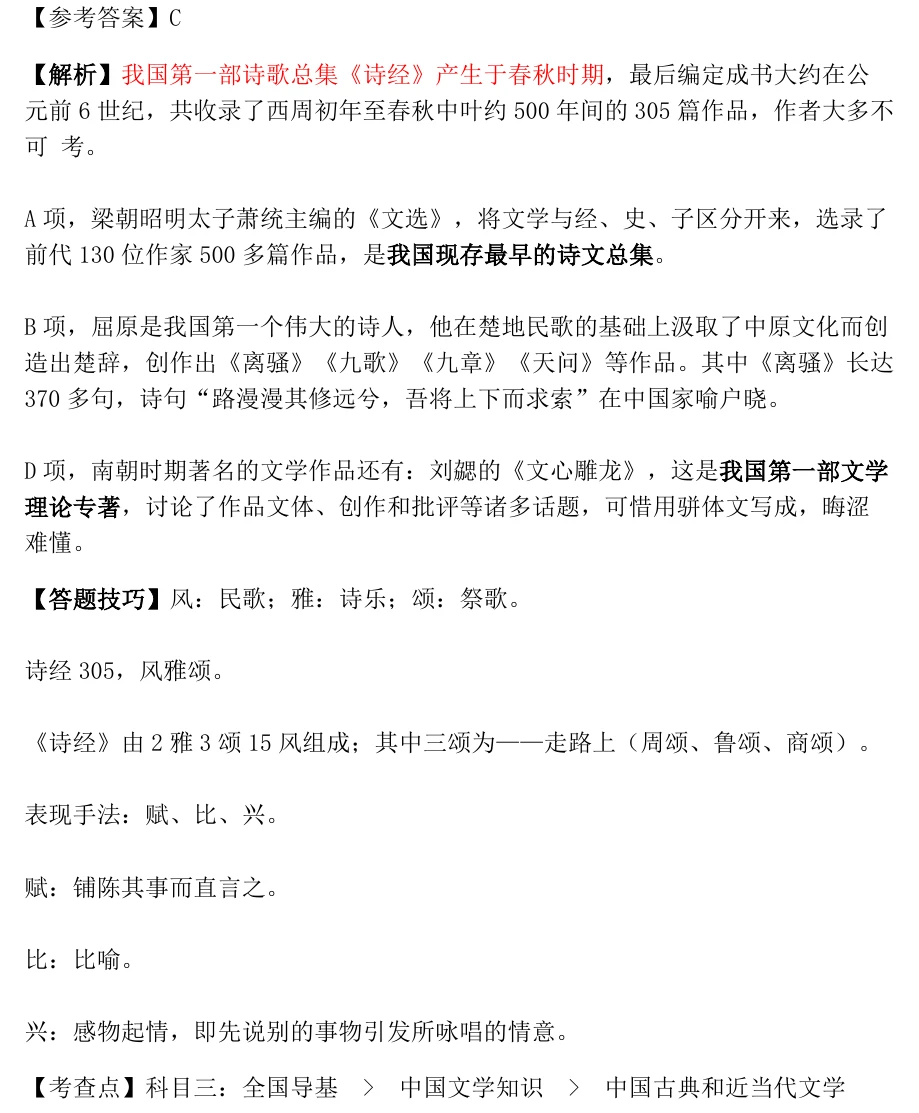 【参考答案】C
【解析】我国第一部诗歌总集《诗经》产生于春秋时期，最后编定成书大约在公
元前 6 世纪，共收录了西周初年至春秋中叶约 500 年间的 305 篇作品，作者大多不
可 考。
A 项，梁朝昭明太子萧统主编的《文选》，将文学与经、史、子区分开来，选录了
前代 130 位作家 500 多篇作品，是我国现存最早的诗文总集。
B 项，屈原是我国第一个伟大的诗人，他在楚地民歌的基础上汲取了中原文化而创
造出楚辞，创作出《离骚》《九歌》《九章》《天问》等作品。其中《离骚》长达
370 多句，诗句“路漫漫其修远兮，吾将上下而求索”在中国家喻户晓。
D 项，南朝时期著名的文学作品还有：刘勰的《文心雕龙》，这是我国第一部文学
理论专著，讨论了作品文体、创作和批评等诸多话题，可惜用骈体文写成，晦涩
难懂。
【答题技巧】风：民歌；雅：诗乐；颂：祭歌。
诗经 305，风雅颂。
《诗经》由 2 雅 3 颂 15 风组成；其中三颂为——走路上（周颂、鲁颂、商颂）。
表现手法：赋、比、兴。
赋：铺陈其事而直言之。
比：比喻。
兴：感物起情，即先说别的事物引发所咏唱的情意。
【考查点】科目三：全国导基 > 中国文学知识 > 中国古典和近当代文学